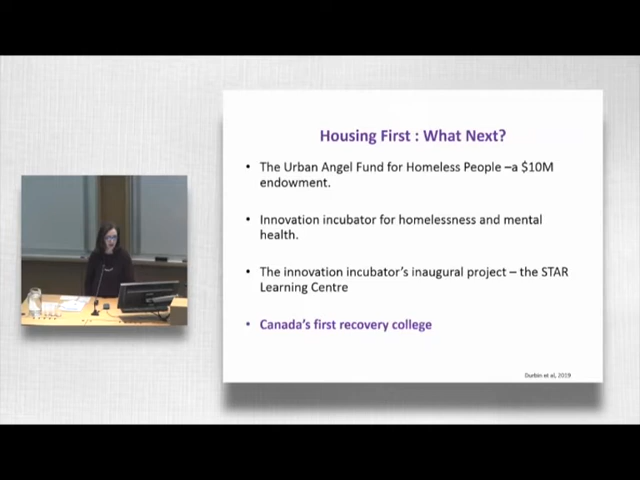 Housing First : What Next?
• The Urban Angel Fund for Homeless People –a $10M
endowment.
• Innovation incubator for homelessness and mental
health.
• The innovation incubator's inaugural project – the STAR
Learning Centre
• Canada's first recovery college
Durbin et al, 2019